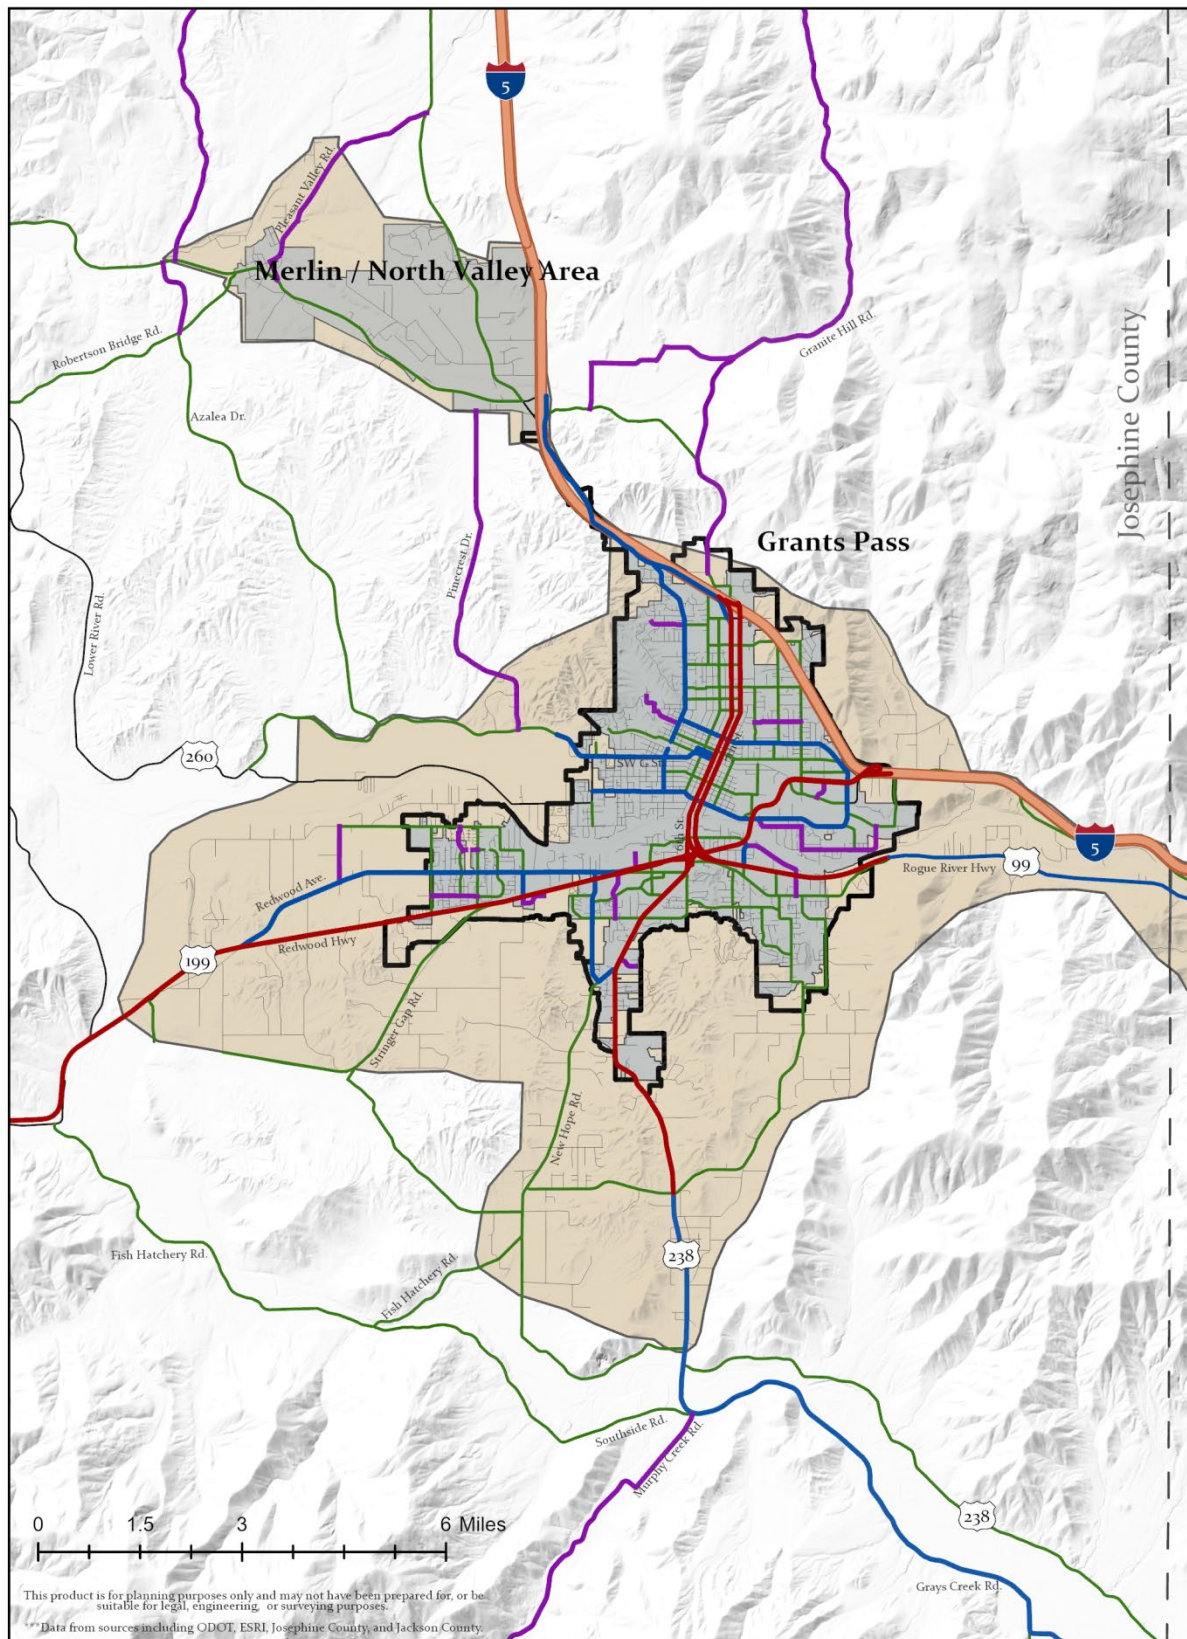 5
Pleasant Valley Rd.
Merlin / North Valley Area
Robertson Bridge Rd.
Granite Hill Rd.
Josephine County
Azalea Dr.
Pinecrest Dr.
Grants Pass
Lower River Rd.
260
SW G St.
6th St.
5
99
Rogue River Hwy
Redwood Ave.
Redwood Hwy
199
Stringer Gap Rd.
New Hope Rd.
Fish Hatchery Rd.
238
Fish Hatchery Rd.
Southside Rd.
Murphy Creek Rd.
238
Grays Creek Rd.
0 1.5 3 6 Miles
This product is for planning purposes only and may not have been prepared for, or be
suitable for legal, engineering, or surveying purposes.
***Data from sources including ODOT, ESRI, Josephine County, and Jackson County.